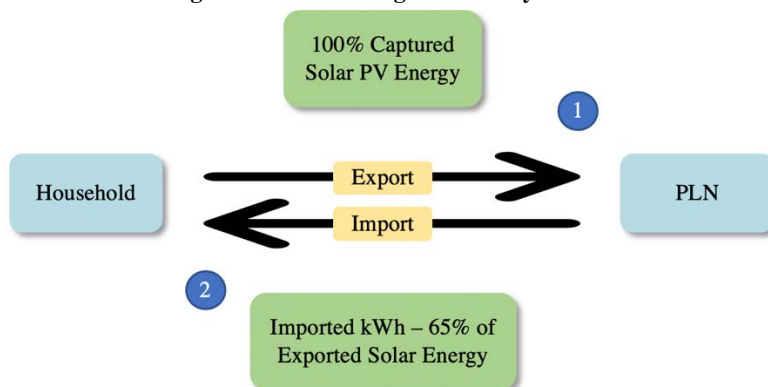 100% Captured
Solar PV Energy
1
Household
Export
Import
PLN
2
Imported kWh – 65% of
Exported Solar Energy